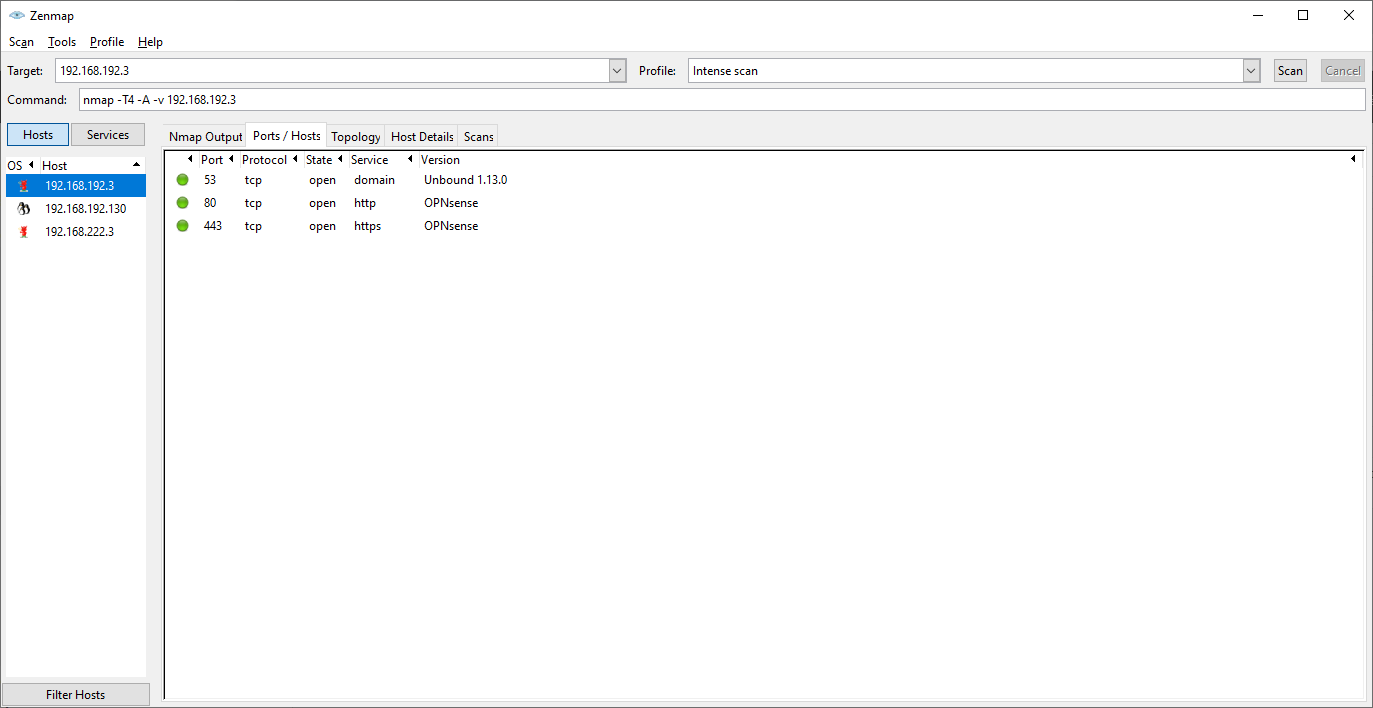 Zenmap
Scan Tools Profile Help
Target: 192.168.192.3 Profile: Intense scan Scan Cancel
Command: nmap -T4 -A -v 192.168.192.3
Hosts Services
Nmap Output Ports / Hosts Topology Host Details Scans
OS Host
192.168.192.3
192.168.192.130
192.168.222.3
Port Protocol State Service Version
53 tcp open domain Unbound 1.13.0
80 tcp open http OPNsense
443 tcp open https OPNsense
Filter Hosts